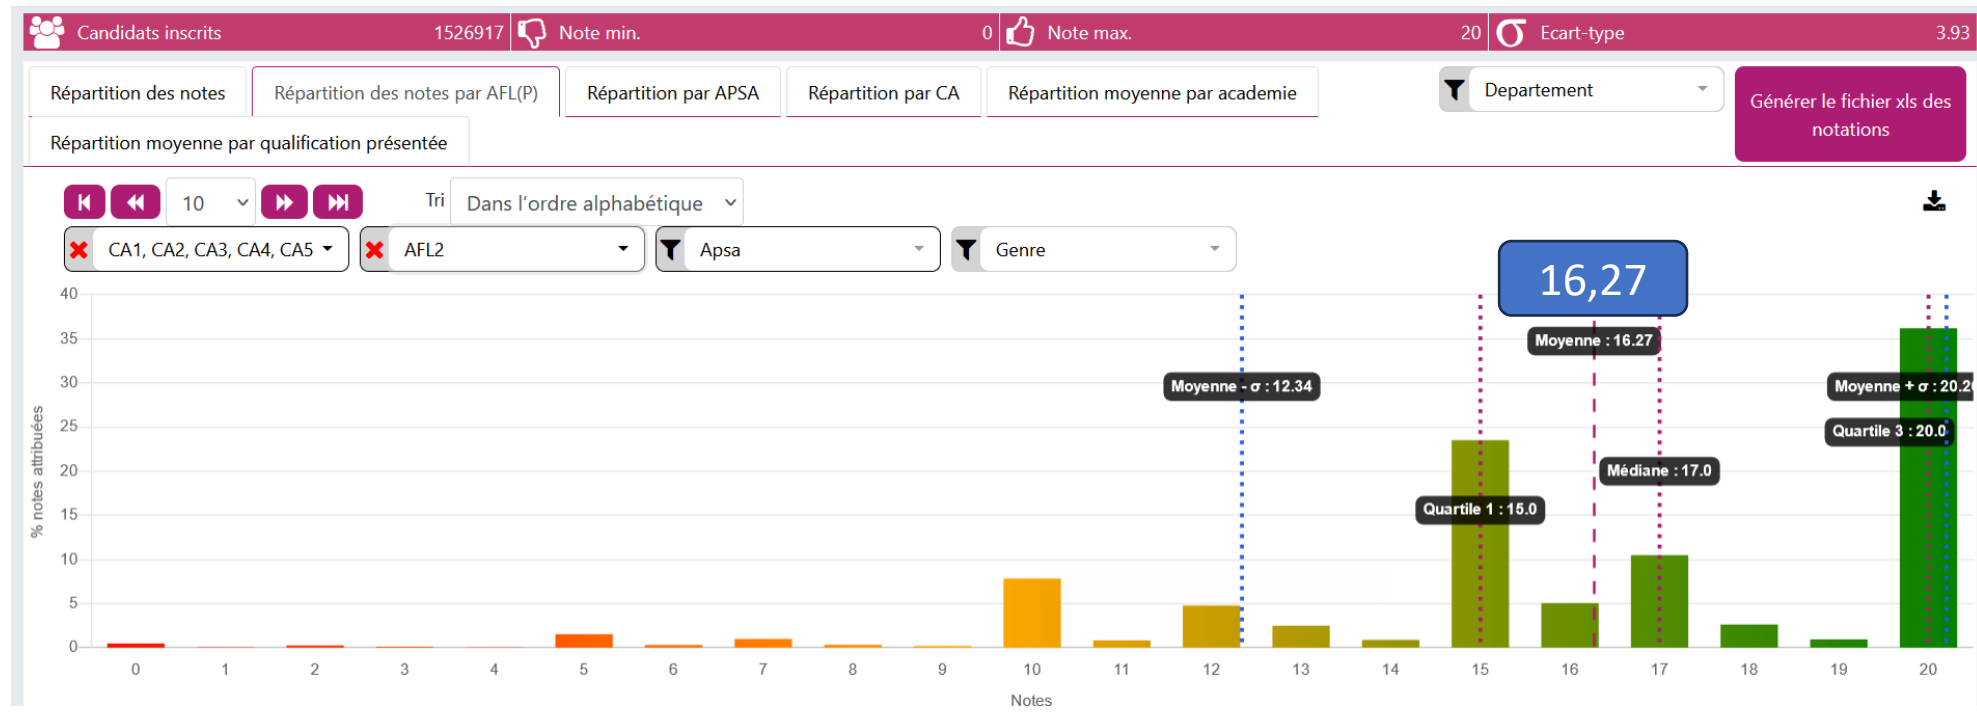 Candidats inscrits 1526917 Note min. 0 Note max. 20 σ Ecart-type 3.93
Répartition des notes Répartition des notes par AFL(P) Répartition par APSA Répartition par CA Répartition moyenne par academie Departement
Générer le fichier xls des
notations
Répartition moyenne par qualification présentée
10 Tri Dans l'ordre alphabétique
CA1, CA2, CA3, CA4, CA5 AFL2 Apsa Genre
16,27
40
35
30
25
20
15
10
5
0
% notes attribuées
Moyenne : 16.27
Moyenne - σ : 12.34
Moyenne + σ : 20.20
Quartile 3 : 20.0
Médiane : 17.0
Quartile 1 : 15.0
0 1 2 3 4 5 6 7 8 9 10 11 12 13 14 15 16 17 18 19 20
Notes